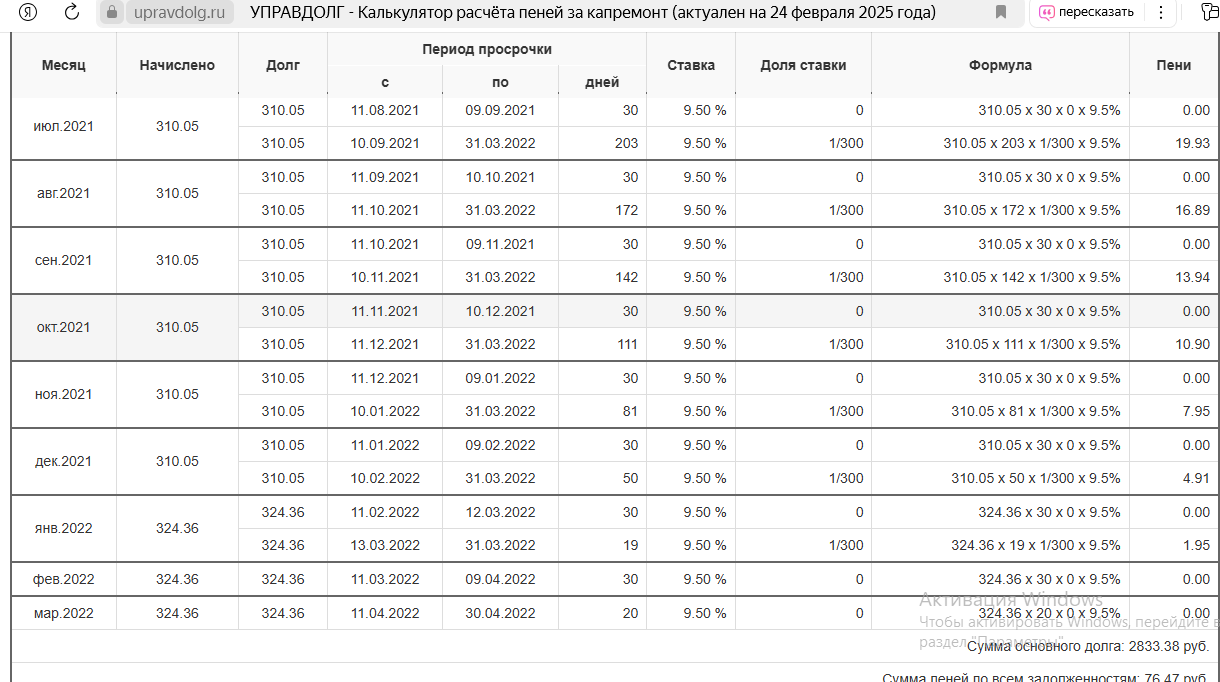 upravdolg.ru УПРАВДОЛГ - Калькулятор расчёта пеней за капремонт (актуален на 24 февраля 2025 года) пересказать
Месяц Начислено Долг Период просрочки Ставка Доля ставки Формула Пени
с по дней
июл.2021 310.05 310.05 11.08.2021 09.09.2021 30 9.50 % 0 310.05 x 30 x 0 x 9.5% 0.00
310.05 10.09.2021 31.03.2022 203 9.50 % 1/300 310.05 x 203 x 1/300 x 9.5% 19.93
авг.2021 310.05 310.05 11.09.2021 10.10.2021 30 9.50 % 0 310.05 x 30 x 0 x 9.5% 0.00
310.05 11.10.2021 31.03.2022 172 9.50 % 1/300 310.05 x 172 x 1/300 x 9.5% 16.89
сен.2021 310.05 310.05 11.10.2021 09.11.2021 30 9.50 % 0 310.05 x 30 x 0 x 9.5% 0.00
310.05 10.11.2021 31.03.2022 142 9.50 % 1/300 310.05 x 142 x 1/300 x 9.5% 13.94
окт.2021 310.05 310.05 11.11.2021 10.12.2021 30 9.50 % 0 310.05 x 30 x 0 x 9.5% 0.00
310.05 11.12.2021 31.03.2022 111 9.50 % 1/300 310.05 x 111 x 1/300 x 9.5% 10.90
ноя.2021 310.05 310.05 11.12.2021 09.01.2022 30 9.50 % 0 310.05 x 30 x 0 x 9.5% 0.00
310.05 10.01.2022 31.03.2022 81 9.50 % 1/300 310.05 x 81 x 1/300 x 9.5% 7.95
дек.2021 310.05 310.05 11.01.2022 09.02.2022 30 9.50 % 0 310.05 x 30 x 0 x 9.5% 0.00
310.05 10.02.2022 31.03.2022 50 9.50 % 1/300 310.05 x 50 x 1/300 x 9.5% 4.91
янв.2022 324.36 324.36 11.02.2022 12.03.2022 30 9.50 % 0 324.36 x 30 x 0 x 9.5% 0.00
324.36 13.03.2022 31.03.2022 19 9.50 % 1/300 324.36 x 19 x 1/300 x 9.5% 1.95
фев.2022 324.36 324.36 11.03.2022 09.04.2022 30 9.50 % 0 324.36 x 30 x 0 x 9.5% 0.00
мар.2022 324.36 324.36 11.04.2022 30.04.2022 20 9.50 % 0 324.36 x 20 x 0 x 9.5% 0.00
Активация Windows
Чтобы активировать Windows, перейдите в
раздел "Параметры".
Сумма основного долга: 2833.38 руб.
Сумма пеней по всем задолженностям: 76.47 руб.